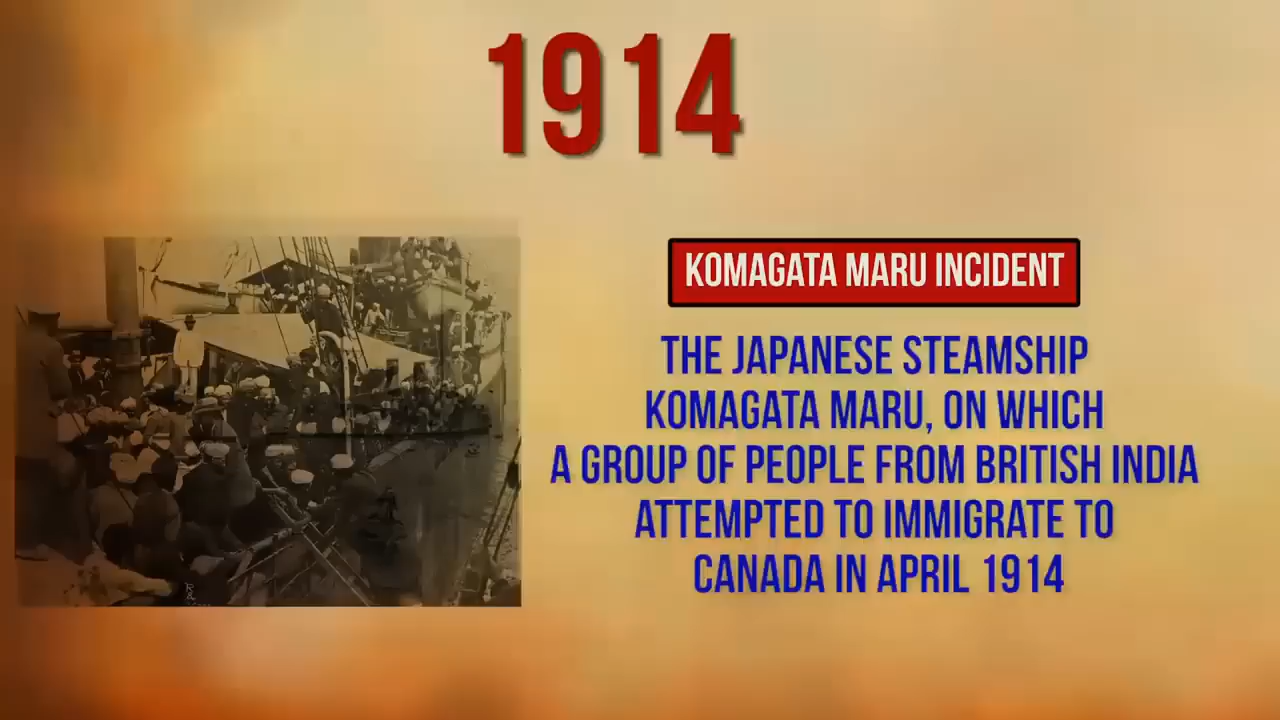 1914
KOMAGATA MARU INCIDENT
THE JAPANESE STEAMSHIP
KOMAGATA MARU, ON WHICH
A GROUP OF PEOPLE FROM BRITISH INDIA
ATTEMPTED TO IMMIGRATE TO
CANADA IN APRIL 1914